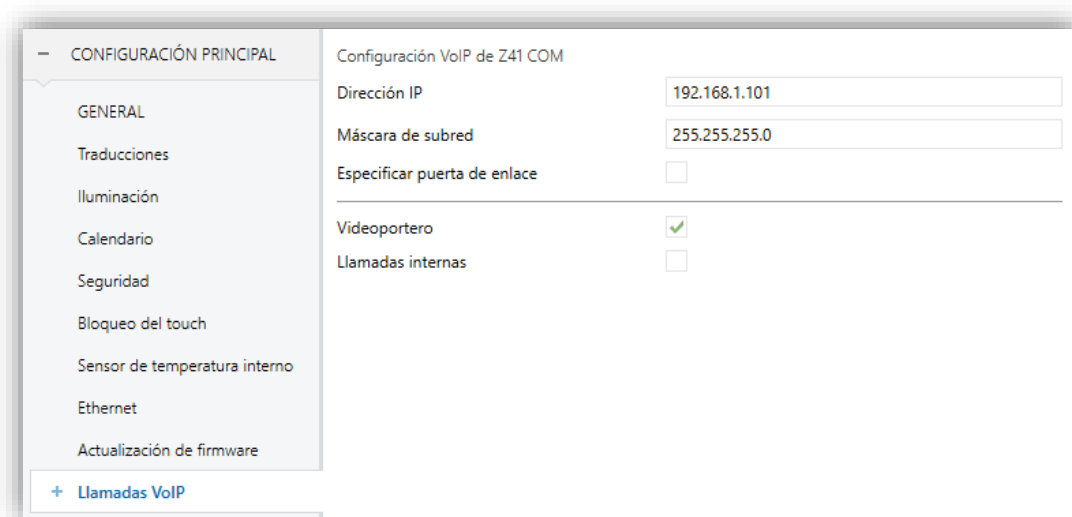 − CONFIGURACIÓN PRINCIPAL
GENERAL
Traducciones
Iluminación
Calendario
Seguridad
Bloqueo del touch
Sensor de temperatura interno
Ethernet
Actualización de firmware
+ Llamadas VoIP
Configuración VoIP de Z41 COM
Dirección IP 192.168.1.101
Máscara de subred 255.255.255.0
Especificar puerta de enlace
Videoportero
Llamadas internas